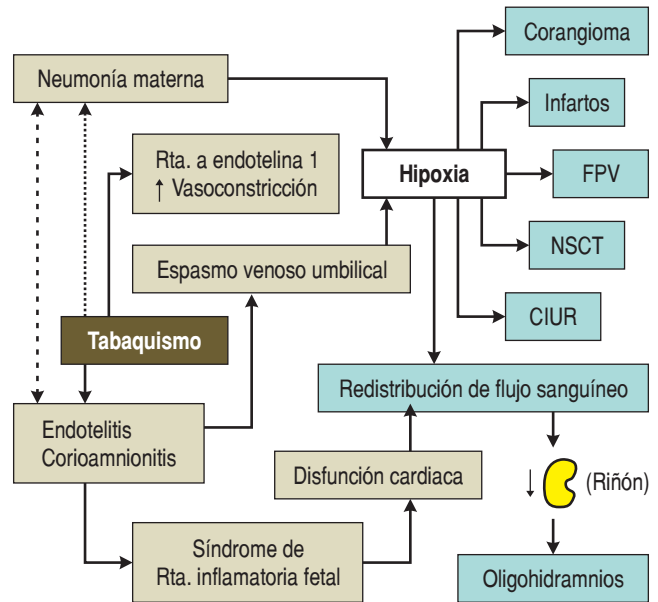 Corangioma
Neumonía materna
Infartos
Rta. a endotelina 1
↑ Vasoconstricción
Hipoxia
FPV
Espasmo venoso umbilical
NSCT
CIUR
Tabaquismo
Redistribución de flujo sanguíneo
Endotelitis
Corioamnionitis
Disfunción cardiaca
↓ (Riñón)
Síndrome de
Rta. inflamatoria fetal
Oligohidramnios